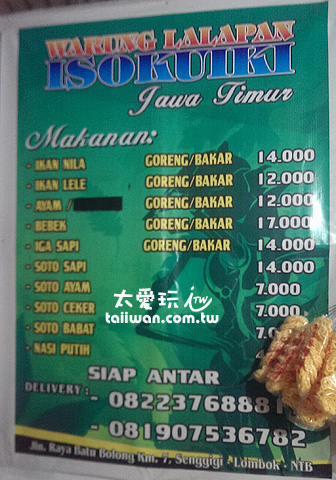 WARUNG LALAPAN
ISOKUIKI
Jawa Timur
Makanan:
- IKAN NILA GORENG/BAKAR 14.000
- IKAN LELE GORENG/BAKAR 12.000
- AYAM / GORENG/BAKAR 12.000
- BEBEK GORENG/BAKAR 17.000
- IGA SAPI GORENG/BAKAR 14.000
- SOTO SAPI 14.000
- SOTO AYAM 7.000
- SOTO CEKER
太愛玩
taiiwan.com.tw
- SOTO BABAT
- NASI PUTIH
SIAP ANTAR
DELIVERY : - 
- 081907536782
Jln. Raya Batu Bolong Km. 7, Senggigi - Lombok - NTB